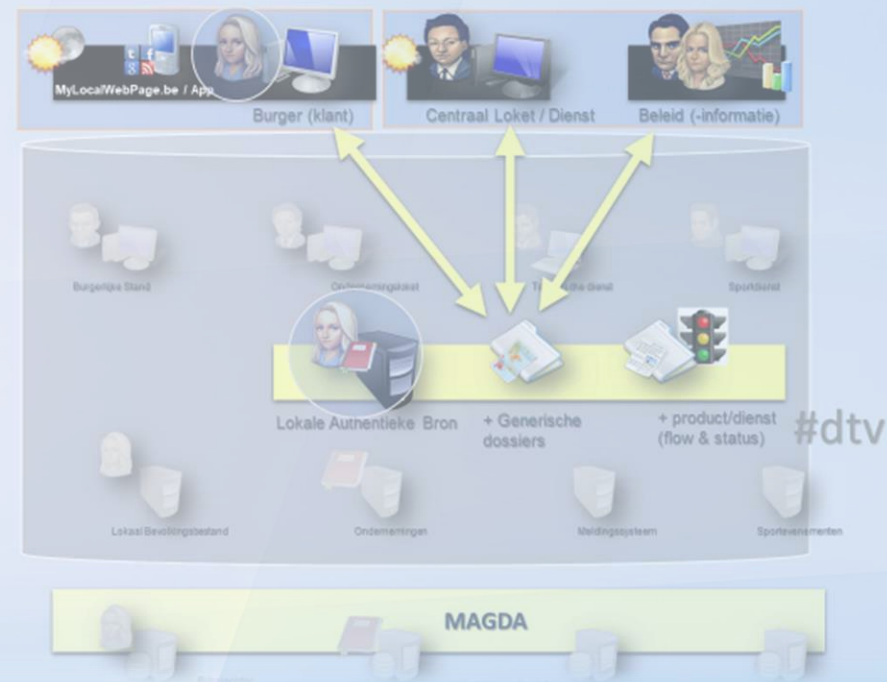 MyLocalWebPage.be / App
Burger (klant)
Centraal Loket / Dienst
Beleid (-informatie)
Burgerlijke Stand
Ondernemingsloket
Sportdienst
Lokale Authentieke Bron
+ Generische
dossiers
+ product/dienst
(flow & status)
#dtv
Lokaal Bevolkingsbestand
Ondernemingen
Meldingssysteem
Sportevenementen
MAGDA